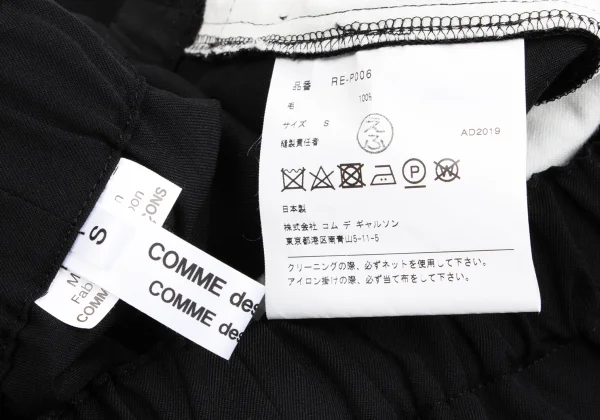 品番 RE-P006
毛 100%
サイズ S
縫製責任者
AD2019
P
W
日本製
株式会社 コム デ ギャルソン
東京都港区南青山5-11-5
クリーニングの際、必ずネットを使用して下さい。
アイロン掛けの際、必ず当て布をして下さい。
S
COMME des
COMME des
M
Fab
COMM